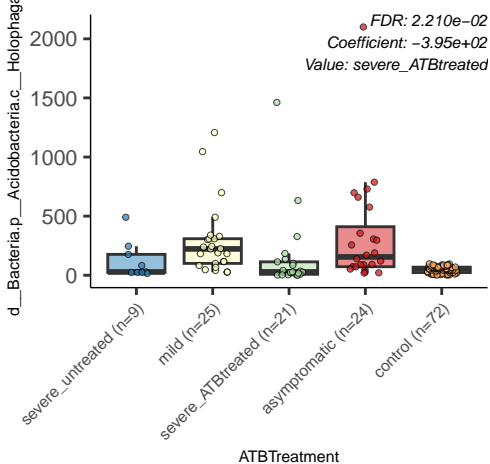 FDR: 2.210e−02
Coefficient: −3.95e+02
Value: severe_ATBtreated
d__Bacteria.p__Acidobacteria.c__Holophaga
2000
1500
1000
500
0
severe_untreated (n=9)
mild (n=25)
severe_ATBtreated (n=21)
asymptomatic (n=24)
control (n=72)
ATBTreatment